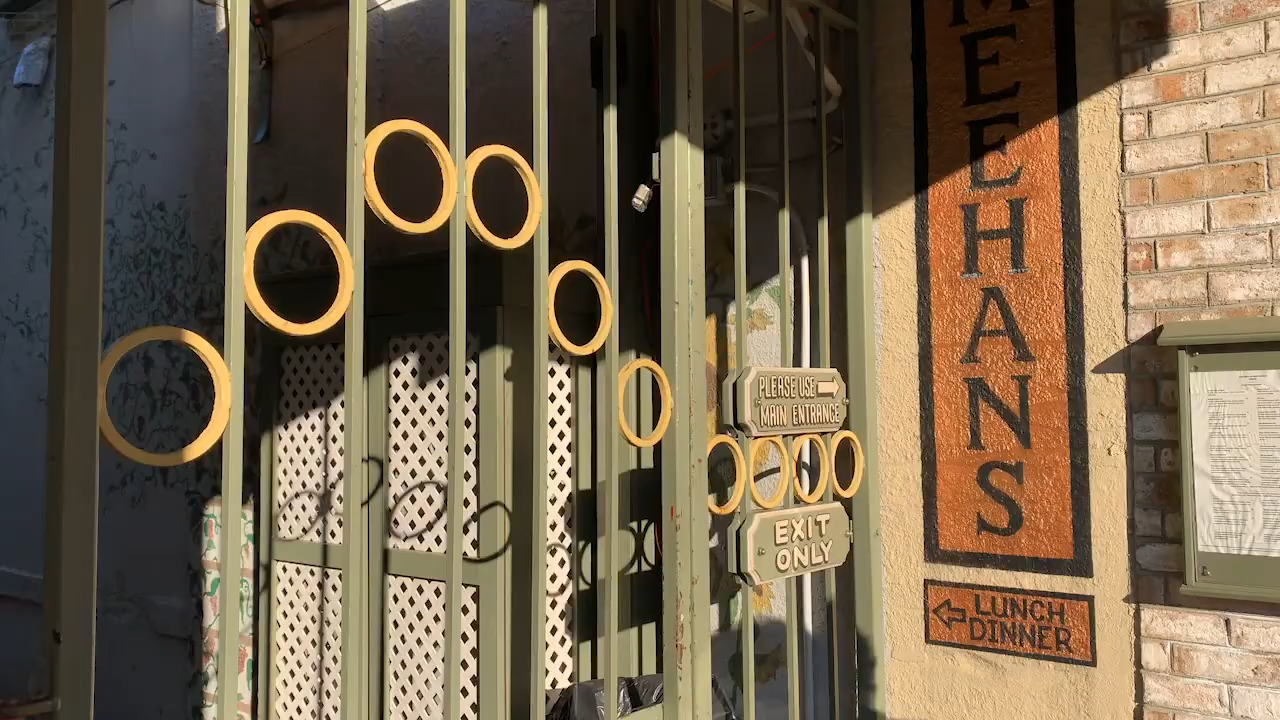 MEEHANS
LUNCH
DINNER
PLEASE USE
MAIN ENTRANCE
EXIT
ONLY